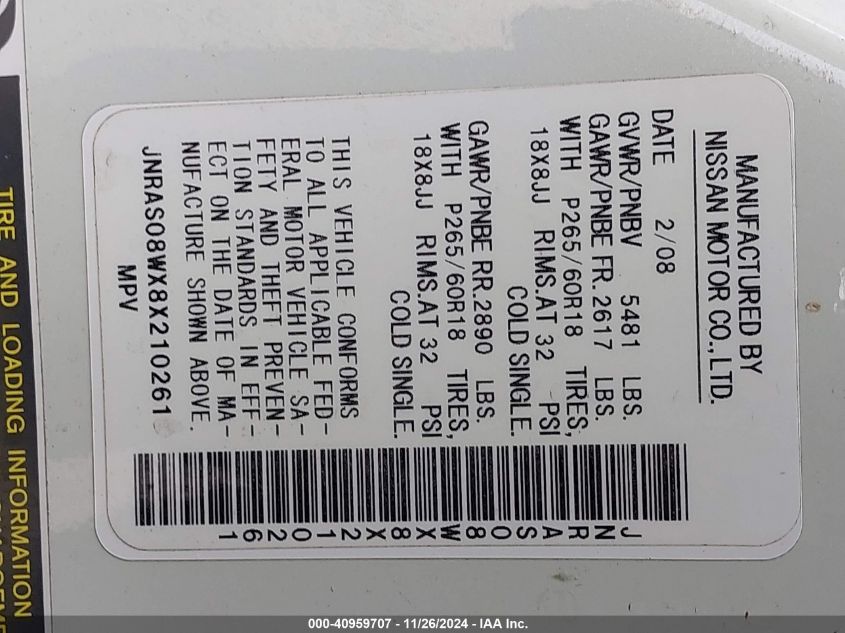 MANUFACTURED BY
NISSAN MOTOR CO., LTD.
DATE 2/08
GVWR/PNBV 5481 LBS.
GAWR/PNBE FR. 2617 LBS.
WITH P265/60R18 TIRES,
18X8JJ RIMS. AT 32 PSI
COLD SINGLE.
GAWR/PNBE RR. 2890 LBS.
WITH P265/60R18 TIRES,
18X8JJ RIMS. AT 32 PSI
COLD SINGLE.
THIS VEHICLE CONFORMS
TO ALL APPLICABLE FED-
ERAL MOTOR VEHICLE SA-
FETY AND THEFT PREVEN-
TION STANDARDS IN EFF-
ECT ON THE DATE OF MA-
NUFACTURE SHOWN ABOVE.
JNRAS08WX8X210261
MPV
JNRAS08WX8X210261
TIRE AND LOADING INFORMATION
000-40959707 - 11/26/2024 - IAA Inc.